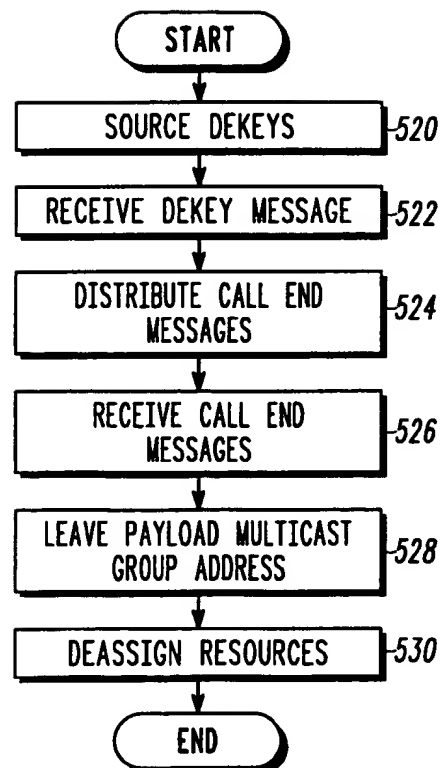 START
SOURCE DEKEYS 520
RECEIVE DEKEY MESSAGE 522
DISTRIBUTE CALL END
MESSAGES 524
RECEIVE CALL END
MESSAGES 526
LEAVE PAYLOAD MULTICAST
GROUP ADDRESS 528
DEASSIGN RESOURCES 530
END